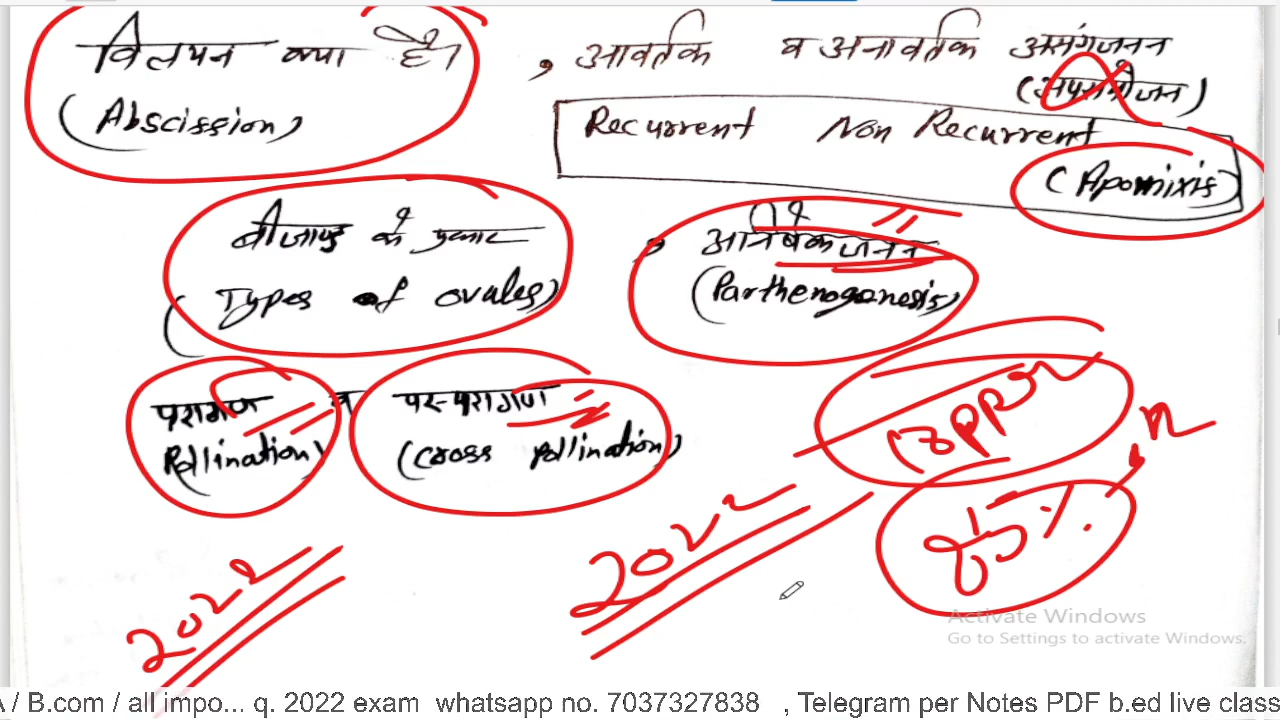 विलयन क्या है। , आवर्तक व अनावर्तक असंगजनन
(Abscission)
Recurrent Non Recurrent
(Apomixis)
बीजाण्ड के प्रकार ,
(Types of ovules) (Parthenogenesis)
परागण व पर-परागण
Pollination) (Cross pollination)
85%
2022
2022
Activate Windows
Go to Settings to activate Windows.
A / B.com / all impo... q. 2022 exam whatsapp no. 7037327838 , Telegram per Notes PDF b.ed live class